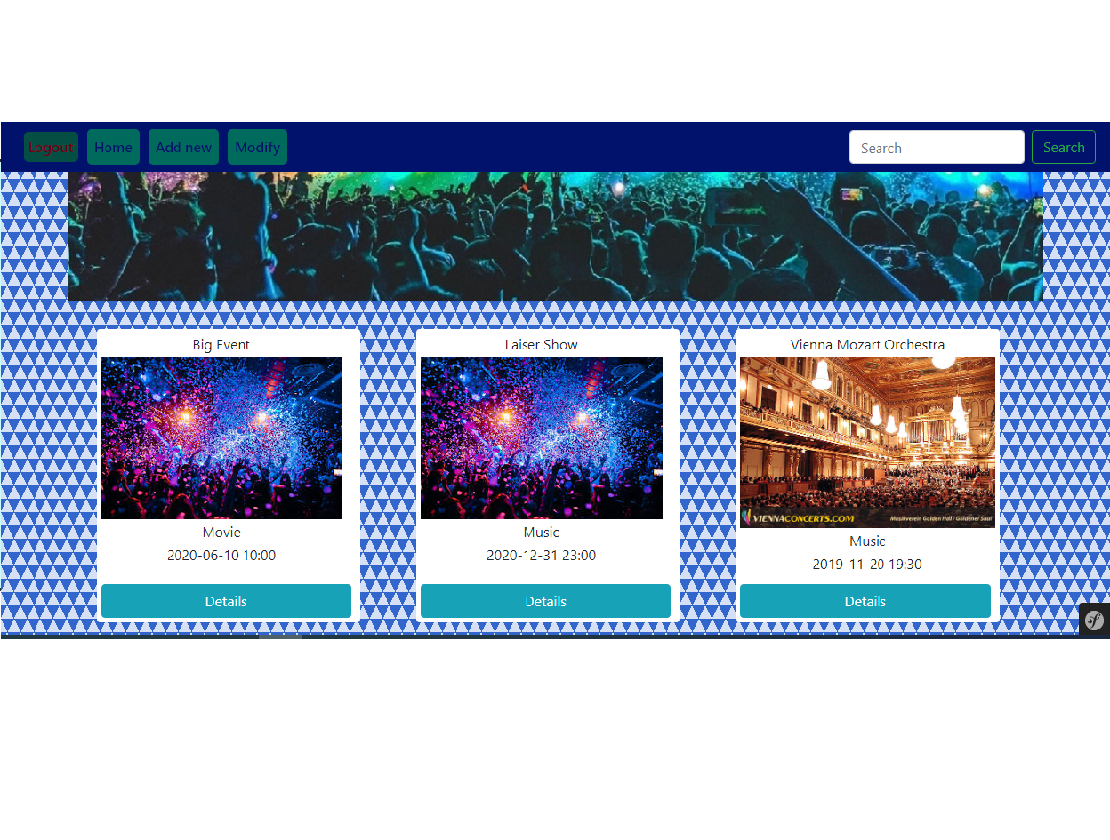 Logout Home Add new Modify Search Search
Big Event Laiser Show Vienna Mozart Orchestra
VIENNACONCERTS.COM Musikverein Golden Hall / Goldener Saal
Movie Music Music
2020-06-10 10:00 2020-12-31 23:00 2019-11-20 19:30
Details Details Details